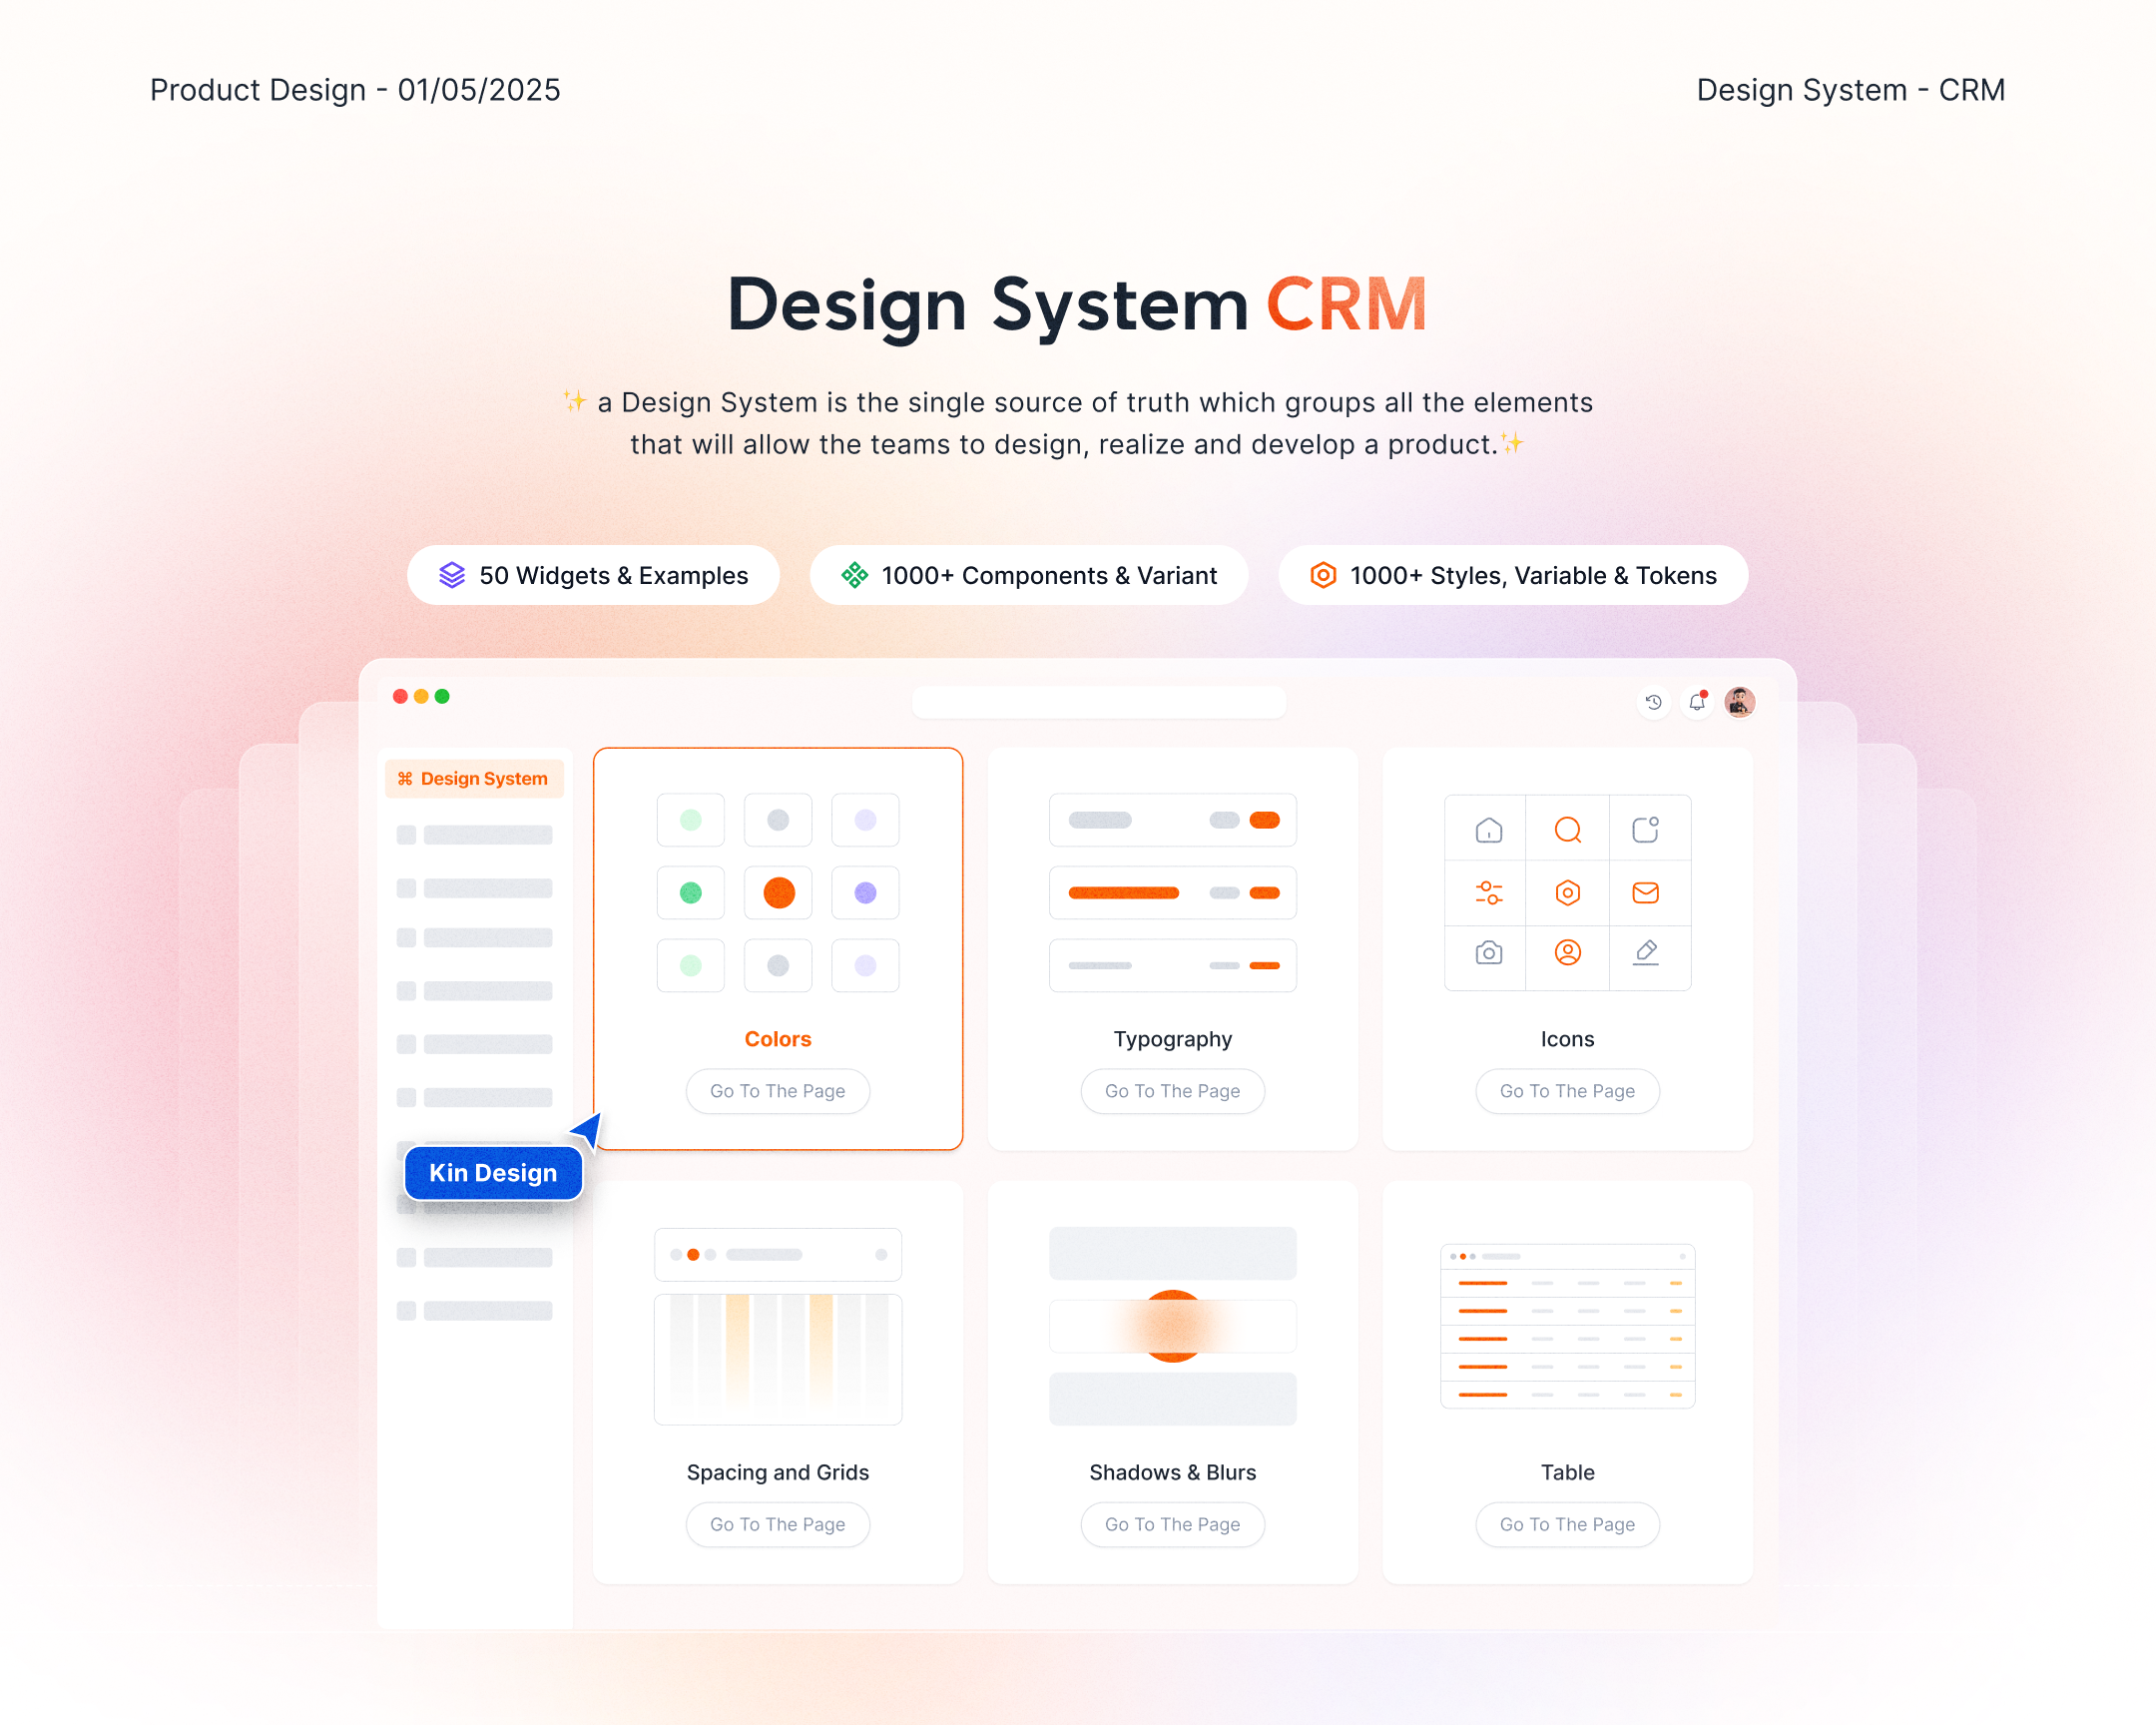 Product Design - 01/05/2025
Design System - CRM
Design System CRM
✨ a Design System is the single source of truth which groups all the elements
that will allow the teams to design, realize and develop a product.✨
50 Widgets & Examples
1000+ Components & Variant
1000+ Styles, Variable & Tokens
⌘ Design System
Colors
Go To The Page
Typography
Go To The Page
Icons
Go To The Page
Kin Design
Spacing and Grids
Go To The Page
Shadows & Blurs
Go To The Page
Table
Go To The Page